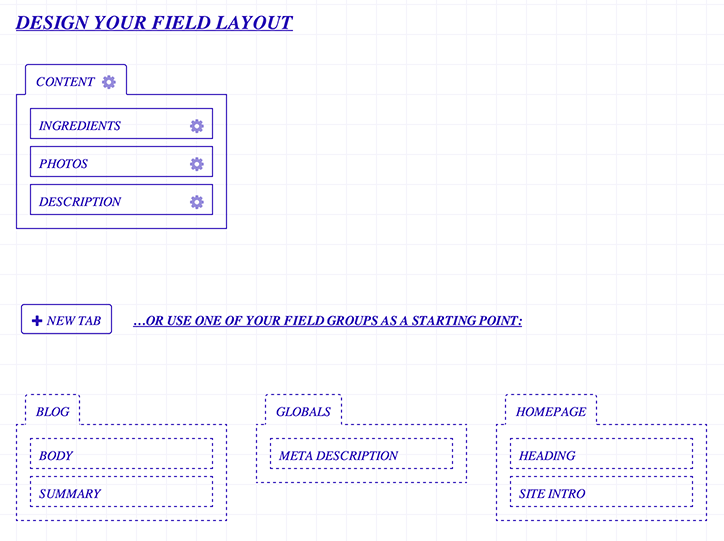 DESIGN YOUR FIELD LAYOUT
CONTENT
INGREDIENTS
PHOTOS
DESCRIPTION
+ NEW TAB
...OR USE ONE OF YOUR FIELD GROUPS AS A STARTING POINT:
BLOG
BODY
SUMMARY
GLOBALS
META DESCRIPTION
HOMEPAGE
HEADING
SITE INTRO